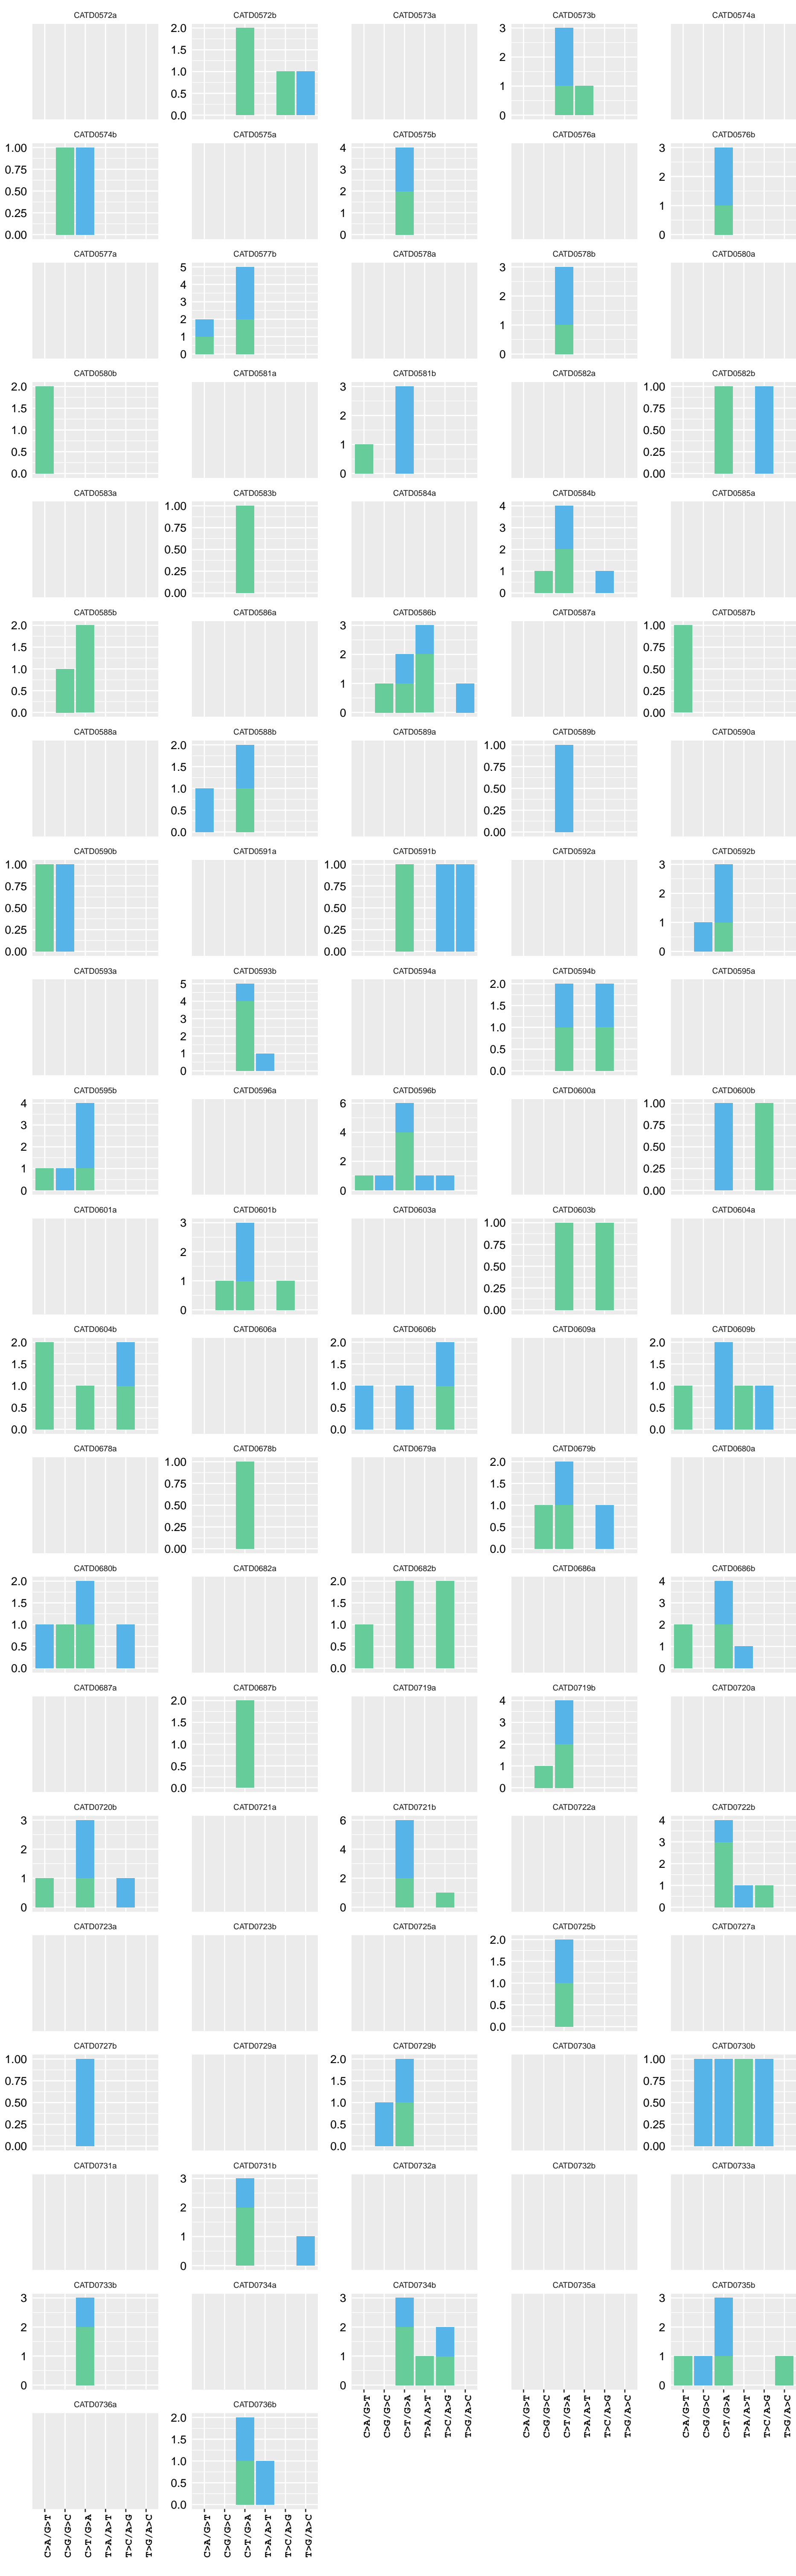 CATD0572a CATD0572b CATD0573a CATD0573b CATD0574a
2.0 1.5 1.0 0.5 0.0
3 2 1 0
CATD0574b CATD0575a CATD0575b CATD0576a CATD0576b
1.00 0.75 0.50 0.25 0.00
4 3 2 1 0
3 2 1 0
CATD0577a CATD0577b CATD0578a CATD0578b CATD0580a
5 4 3 2 1 0
3 2 1 0
CATD0580b CATD0581a CATD0581b CATD0582a CATD0582b
2.0 1.5 1.0 0.5 0.0
3 2 1 0
1.00 0.75 0.50 0.25 0.00
CATD0583a CATD0583b CATD0584a CATD0584b CATD0585a
1.00 0.75 0.50 0.25 0.00
4 3 2 1 0
CATD0585b CATD0586a CATD0586b CATD0587a CATD0587b
2.0 1.5 1.0 0.5 0.0
3 2 1 0
1.00 0.75 0.50 0.25 0.00
CATD0588a CATD0588b CATD0589a CATD0589b CATD0590a
2.0 1.5 1.0 0.5 0.0
1.00 0.75 0.50 0.25 0.00
CATD0590b CATD0591a CATD0591b CATD0592a CATD0592b
1.00 0.75 0.50 0.25 0.00
1.00 0.75 0.50 0.25 0.00
3 2 1 0
CATD0593a CATD0593b CATD0594a CATD0594b CATD0595a
5 4 3 2 1 0
2.0 1.5 1.0 0.5 0.0
CATD0595b CATD0596a CATD0596b CATD0600a CATD0600b
4 3 2 1 0
6 4 2 0
1.00 0.75 0.50 0.25 0.00
CATD0601a CATD0601b CATD0603a CATD0603b CATD0604a
3 2 1 0
1.00 0.75 0.50 0.25 0.00
CATD0604b CATD0606a CATD0606b CATD0609a CATD0609b
2.0 1.5 1.0 0.5 0.0
2.0 1.5 1.0 0.5 0.0
2.0 1.5 1.0 0.5 0.0
CATD0678a CATD0678b CATD0679a CATD0679b CATD0680a
1.00 0.75 0.50 0.25 0.00
2.0 1.5 1.0 0.5 0.0
CATD0680b CATD0682a CATD0682b CATD0686a CATD0686b
2.0 1.5 1.0 0.5 0.0
2.0 1.5 1.0 0.5 0.0
4 3 2 1 0
CATD0687a CATD0687b CATD0719a CATD0719b CATD0720a
2.0 1.5 1.0 0.5 0.0
4 3 2 1 0
CATD0720b CATD0721a CATD0721b CATD0722a CATD0722b
3 2 1 0
6 4 2 0
4 3 2 1 0
CATD0723a CATD0723b CATD0725a CATD0725b CATD0727a
2.0 1.5 1.0 0.5 0.0
CATD0727b CATD0729a CATD0729b CATD0730a CATD0730b
1.00 0.75 0.50 0.25 0.00
2.0 1.5 1.0 0.5 0.0
1.00 0.75 0.50 0.25 0.00
CATD0731a CATD0731b CATD0732a CATD0732b CATD0733a
3 2 1 0
CATD0733b CATD0734a CATD0734b CATD0735a CATD0735b
3 2 1 0
3 2 1 0
3 2 1 0
C>A/G>T C>G/G>C C>T/G>A T>A/A>T T>C/A>G T>G/A>C
C>A/G>T C>G/G>C C>T/G>A T>A/A>T T>C/A>G T>G/A>C
C>A/G>T C>G/G>C C>T/G>A T>A/A>T T>C/A>G T>G/A>C
CATD0736a CATD0736b
2.0 1.5 1.0 0.5 0.0
C>A/G>T C>G/G>C C>T/G>A T>A/A>T T>C/A>G T>G/A>C
C>A/G>T C>G/G>C C>T/G>A T>A/A>T T>C/A>G T>G/A>C